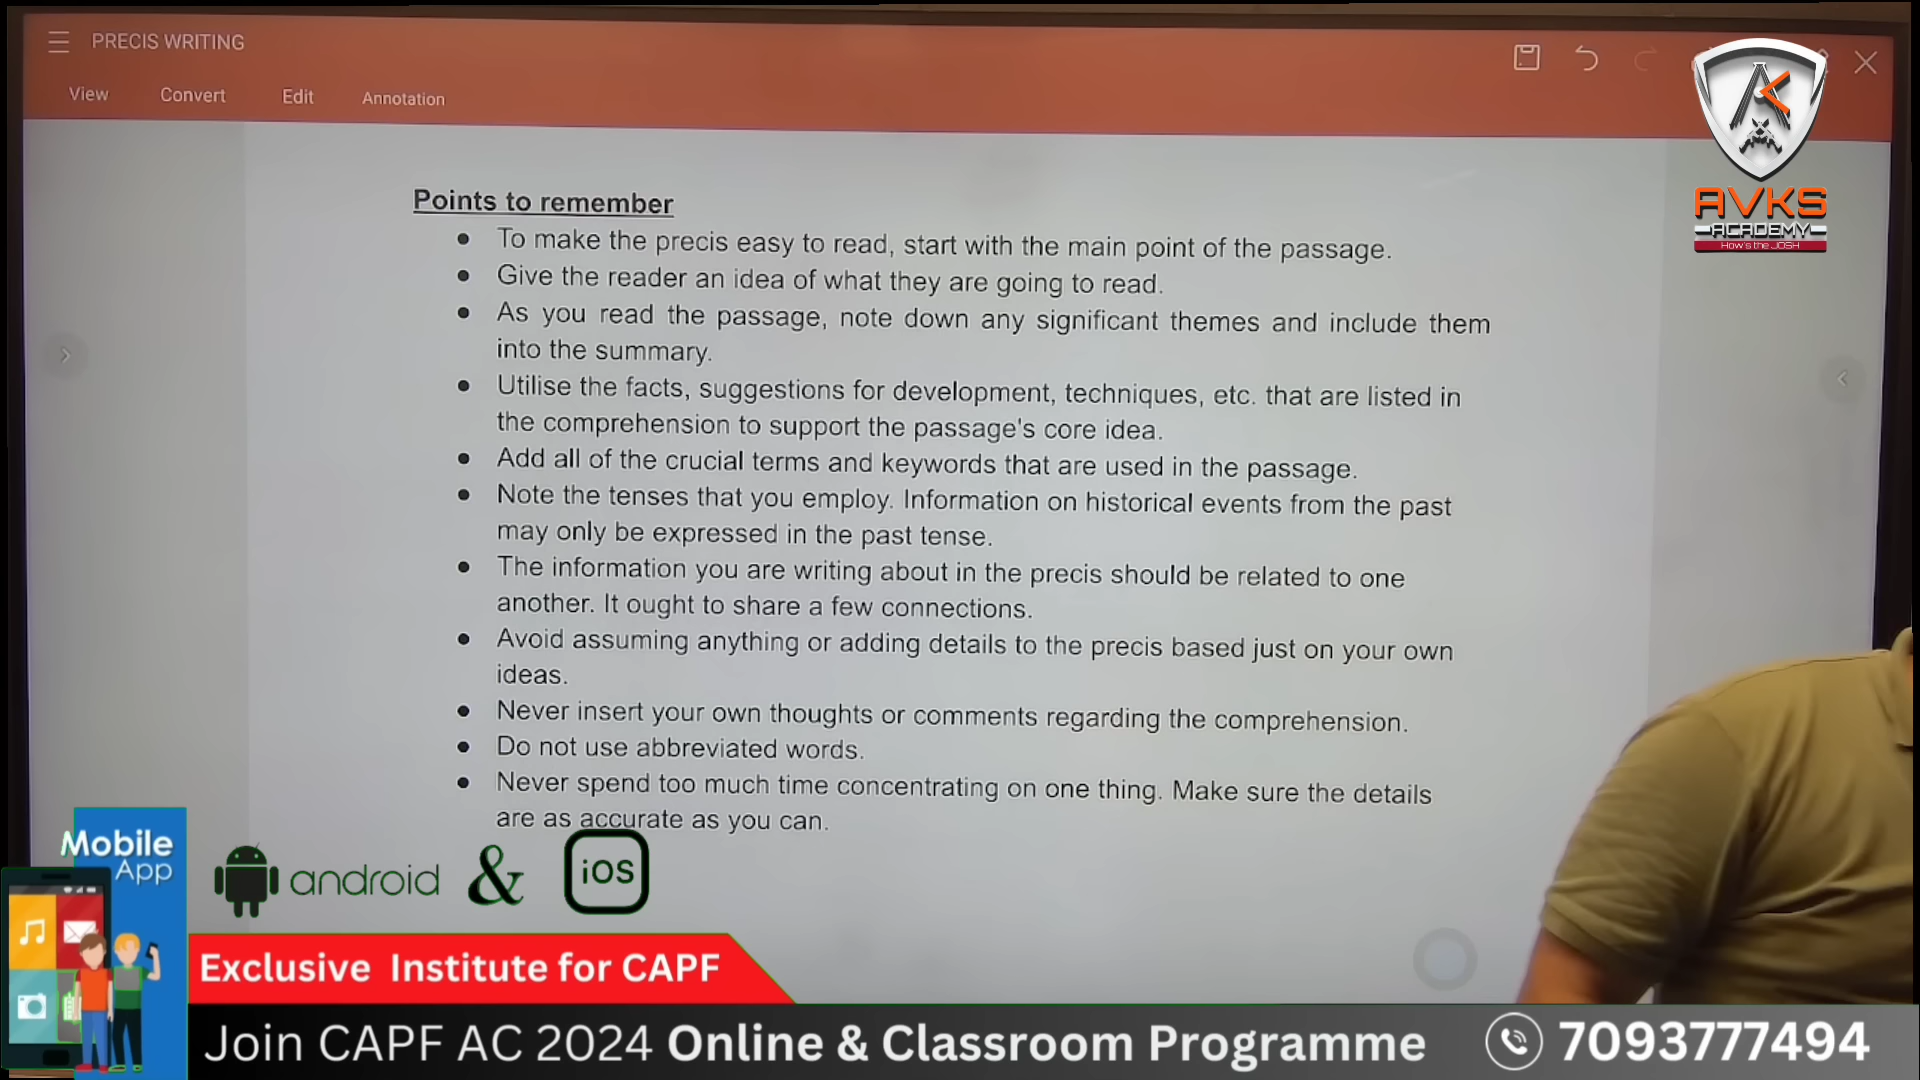 PRECIS WRITING
View Convert Edit Annotation
AVKS
ACADEMY
How's the JOSH
Points to remember
● To make the precis easy to read, start with the main point of the passage.
● Give the reader an idea of what they are going to read.
● As you read the passage, note down any significant themes and include them
into the summary.
● Utilise the facts, suggestions for development, techniques, etc. that are listed in
the comprehension to support the passage's core idea.
● Add all of the crucial terms and keywords that are used in the passage.
● Note the tenses that you employ. Information on historical events from the past
may only be expressed in the past tense.
● The information you are writing about in the precis should be related to one
another. It ought to share a few connections.
● Avoid assuming anything or adding details to the precis based just on your own
ideas.
● Never insert your own thoughts or comments regarding the comprehension.
● Do not use abbreviated words.
● Never spend too much time concentrating on one thing. Make sure the details
are as accurate as you can.
Mobile
App
android & iOS
Exclusive Institute for CAPF
Join CAPF AC 2024 Online & Classroom Programme 7093777494